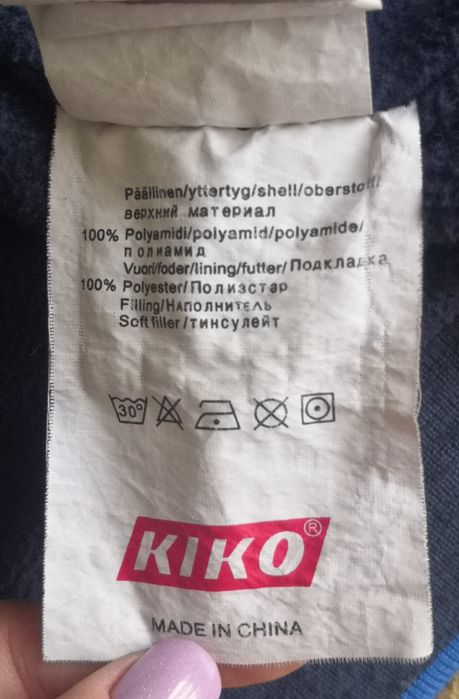 Päällinen/yttertyg/shell/oberstoff/
верхний материал
100% Polyamidi/polyamid/polyamide/
полиамид
Vuori/foder/lining/futter/Подкладка
100% Polyester/Полиэстер
Filling/Наполнитель
Soft filler/тинсулейт
30°
KIKO®
MADE IN CHINA